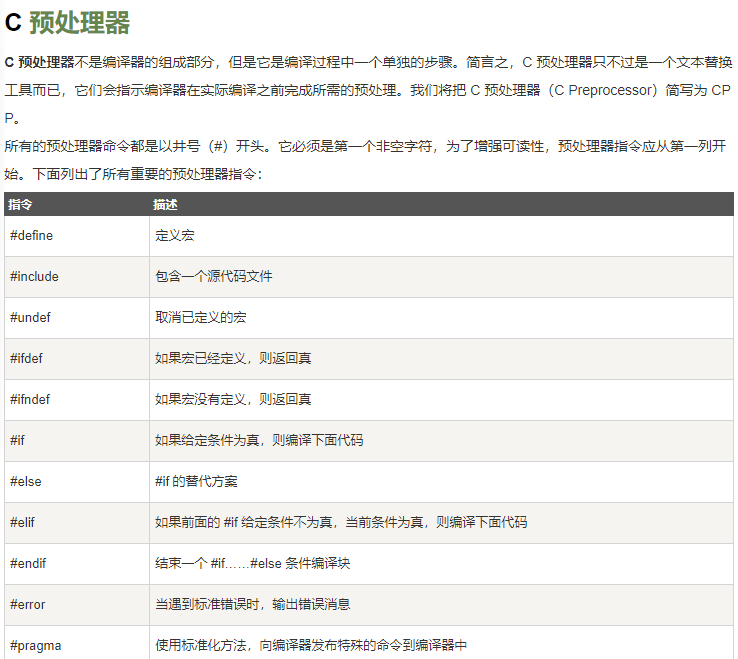 C 预处理器
C 预处理器不是编译器的组成部分，但是它是编译过程中一个单独的步骤。简言之，C 预处理器只不过是一个文本替换
工具而已，它们会指示编译器在实际编译之前完成所需的预处理。我们将把 C 预处理器（C Preprocessor）简写为 CP
P。
所有的预处理器命令都是以井号（#）开头。它必须是第一个非空字符，为了增强可读性，预处理器指令应从第一列开
始。下面列出了所有重要的预处理器指令：
指令 描述
#define 定义宏
#include 包含一个源代码文件
#undef 取消已定义的宏
#ifdef 如果宏已经定义，则返回真
#ifndef 如果宏没有定义，则返回真
#if 如果给定条件为真，则编译下面代码
#else #if 的替代方案
#elif 如果前面的 #if 给定条件不为真，当前条件为真，则编译下面代码
#endif 结束一个 #if……#else 条件编译块
#error 当遇到标准错误时，输出错误消息
#pragma 使用标准化方法，向编译器发布特殊的命令到编译器中